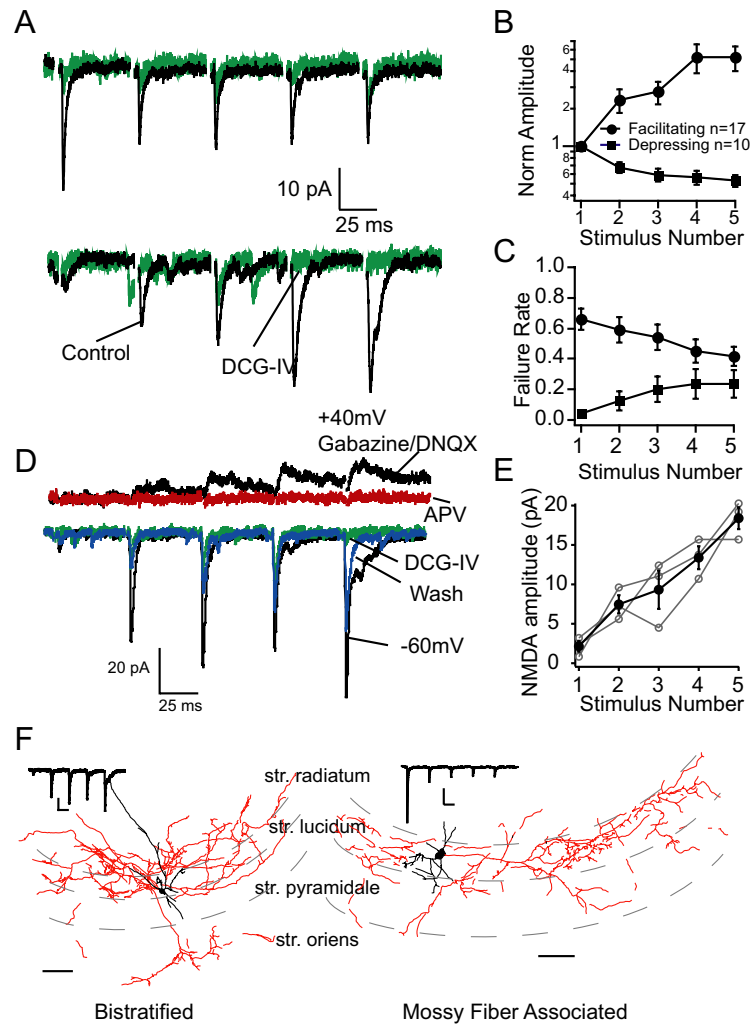 A
10 pA
25 ms
Control
DCG-IV
B
Norm Amplitude
6
4
2
1
8
6
4
Facilitating n=17
Depressing n=10
1 2 3 4 5
Stimulus Number
C
Failure Rate
1.0
0.8
0.6
0.4
0.2
0.0
1 2 3 4 5
Stimulus Number
D
+40mV
Gabazine/DNQX
APV
DCG-IV
Wash
-60mV
20 pA
25 ms
E
NMDA amplitude (pA)
20
15
10
5
0
1 2 3 4 5
Stimulus Number
F
str. radiatum
str. lucidum
str. pyramidale
str. oriens
Bistratified
Mossy Fiber Associated